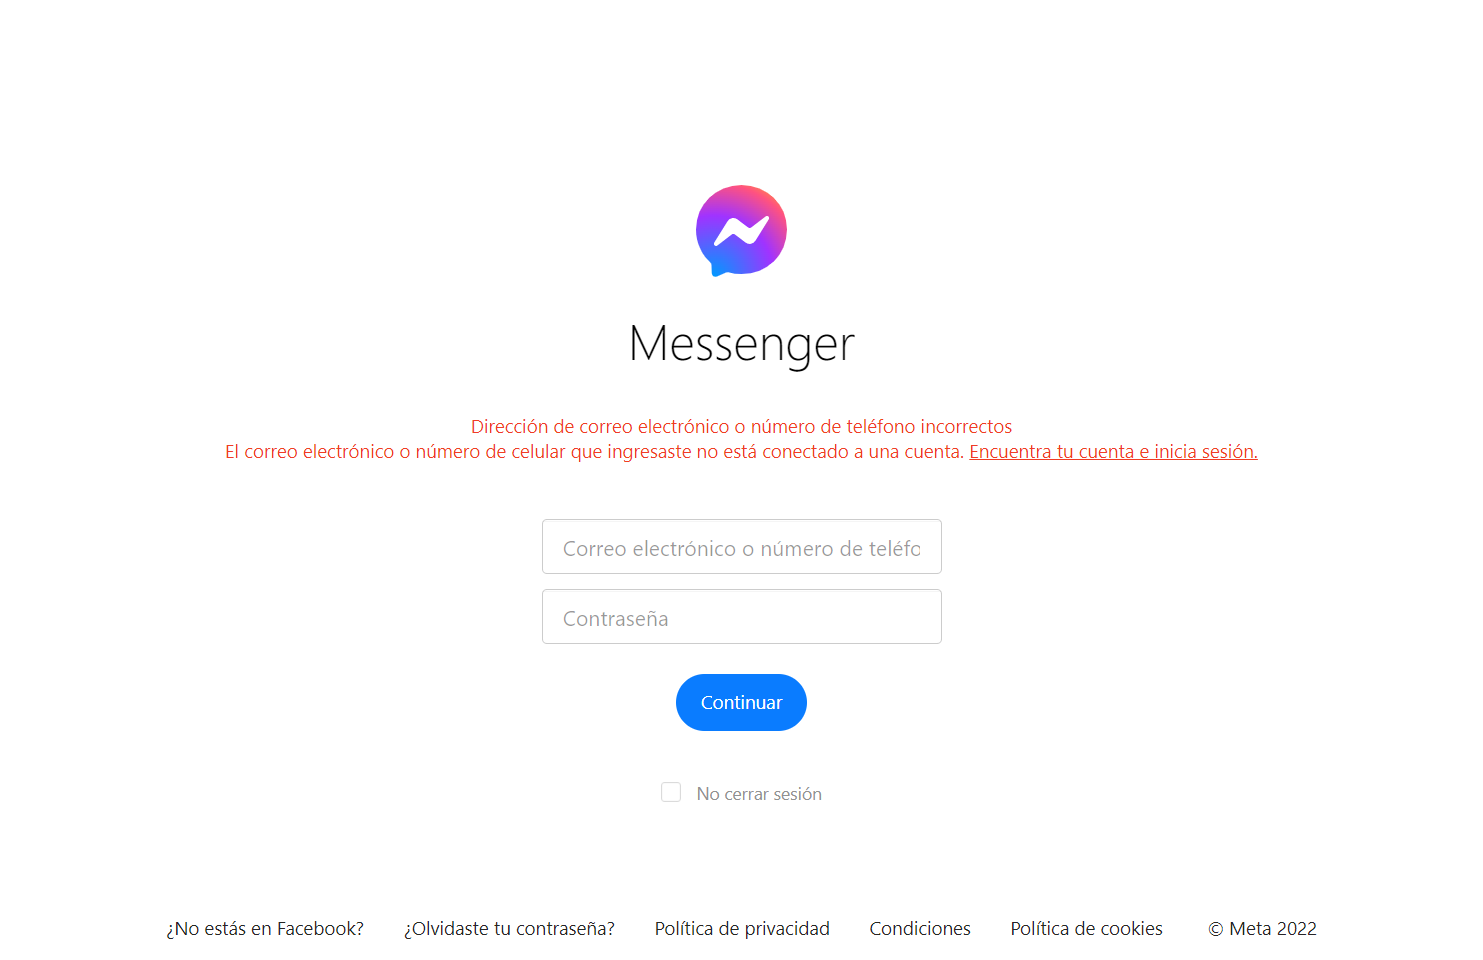 Messenger
Dirección de correo electrónico o número de teléfono incorrectos
El correo electrónico o número de celular que ingresaste no está conectado a una cuenta. Encuentra tu cuenta e inicia sesión.
Correo electrónico o número de teléfo
Contraseña
Continuar
No cerrar sesión
¿No estás en Facebook? ¿Olvidaste tu contraseña? Política de privacidad Condiciones Política de cookies © Meta 2022